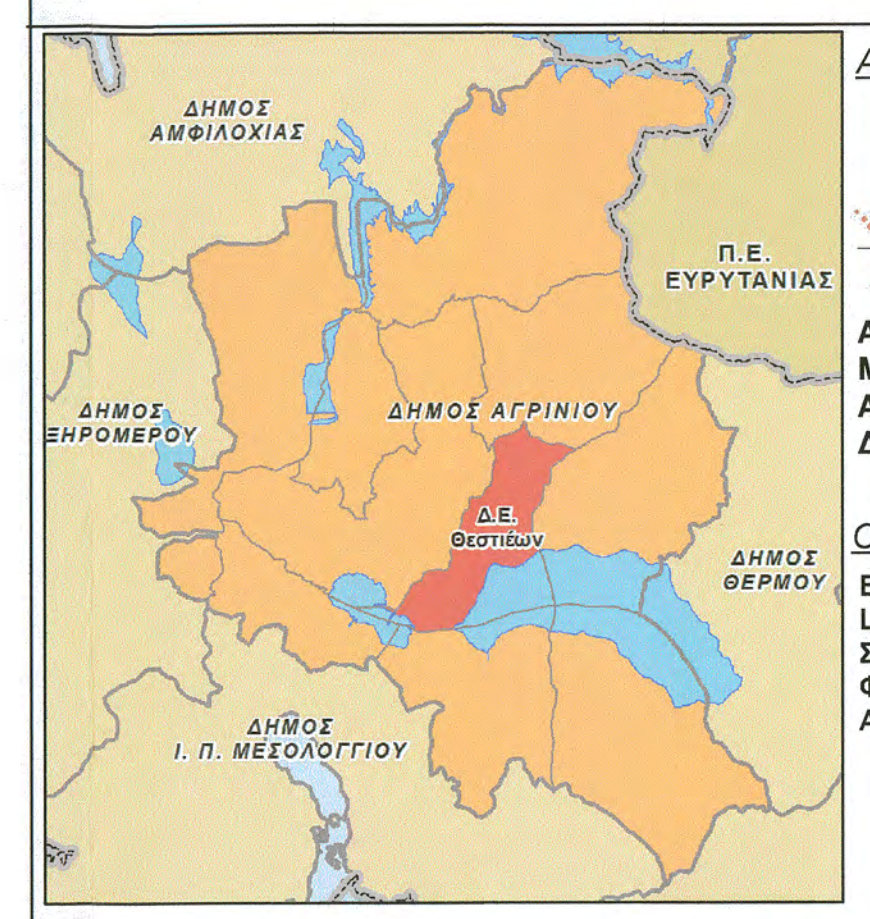 ΔΗΜΟΣ
ΑΜΦΙΛΟΧΙΑΣ
Π.Ε.
ΕΥΡΥΤΑΝΙΑΣ
ΔΗΜΟΣ
ΞΗΡΟΜΕΡΟΥ
ΔΗΜΟΣ ΑΓΡΙΝΙΟΥ
Δ.Ε.
Θεστιέων
ΔΗΜΟΣ
ΘΕΡΜΟΥ
ΔΗΜΟΣ
Ι. Π. ΜΕΣΟΛΟΓΓΙΟΥ